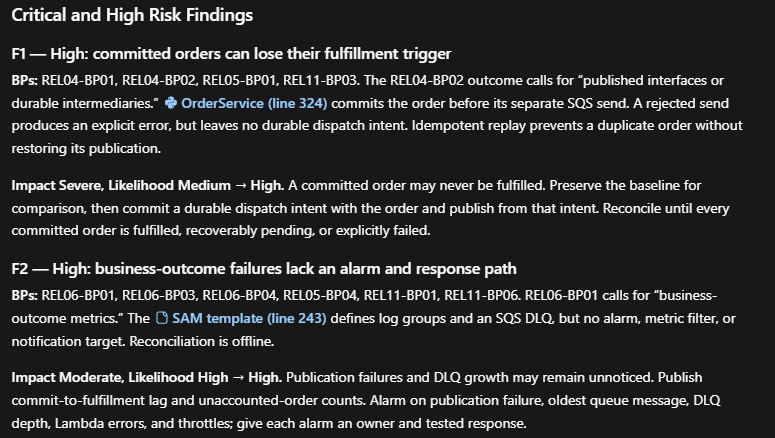 Critical and High Risk Findings
F1 — High: committed orders can lose their fulfillment trigger
BPs: REL04-BP01, REL04-BP02, REL05-BP01, REL11-BP03. The REL04-BP02 outcome calls for “published interfaces or
durable intermediaries.” OrderService (line 324) commits the order before its separate SQS send. A rejected send
produces an explicit error, but leaves no durable dispatch intent. Idempotent replay prevents a duplicate order without
restoring its publication.
Impact Severe, Likelihood Medium → High. A committed order may never be fulfilled. Preserve the baseline for
comparison, then commit a durable dispatch intent with the order and publish from that intent. Reconcile until every
committed order is fulfilled, recoverably pending, or explicitly failed.
F2 — High: business-outcome failures lack an alarm and response path
BPs: REL06-BP01, REL06-BP03, REL06-BP04, REL05-BP04, REL11-BP01, REL11-BP06. REL06-BP01 calls for “business-
outcome metrics.” The SAM template (line 243) defines log groups and an SQS DLQ, but no alarm, metric filter, or
notification target. Reconciliation is offline.
Impact Moderate, Likelihood High → High. Publication failures and DLQ growth may remain unnoticed. Publish
commit-to-fulfillment lag and unaccounted-order counts. Alarm on publication failure, oldest queue message, DLQ
depth, Lambda errors, and throttles; give each alarm an owner and tested response.